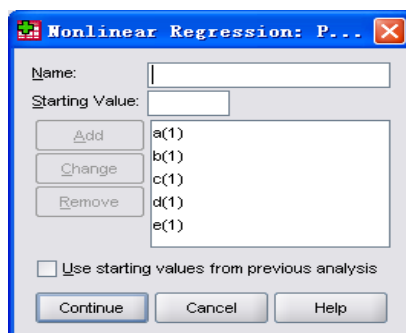 Nonlinear Regression: P...
Name:
Starting Value:
Add
Change
Remove
a(1)
b(1)
c(1)
d(1)
e(1)
Use starting values from previous analysis
Continue Cancel Help